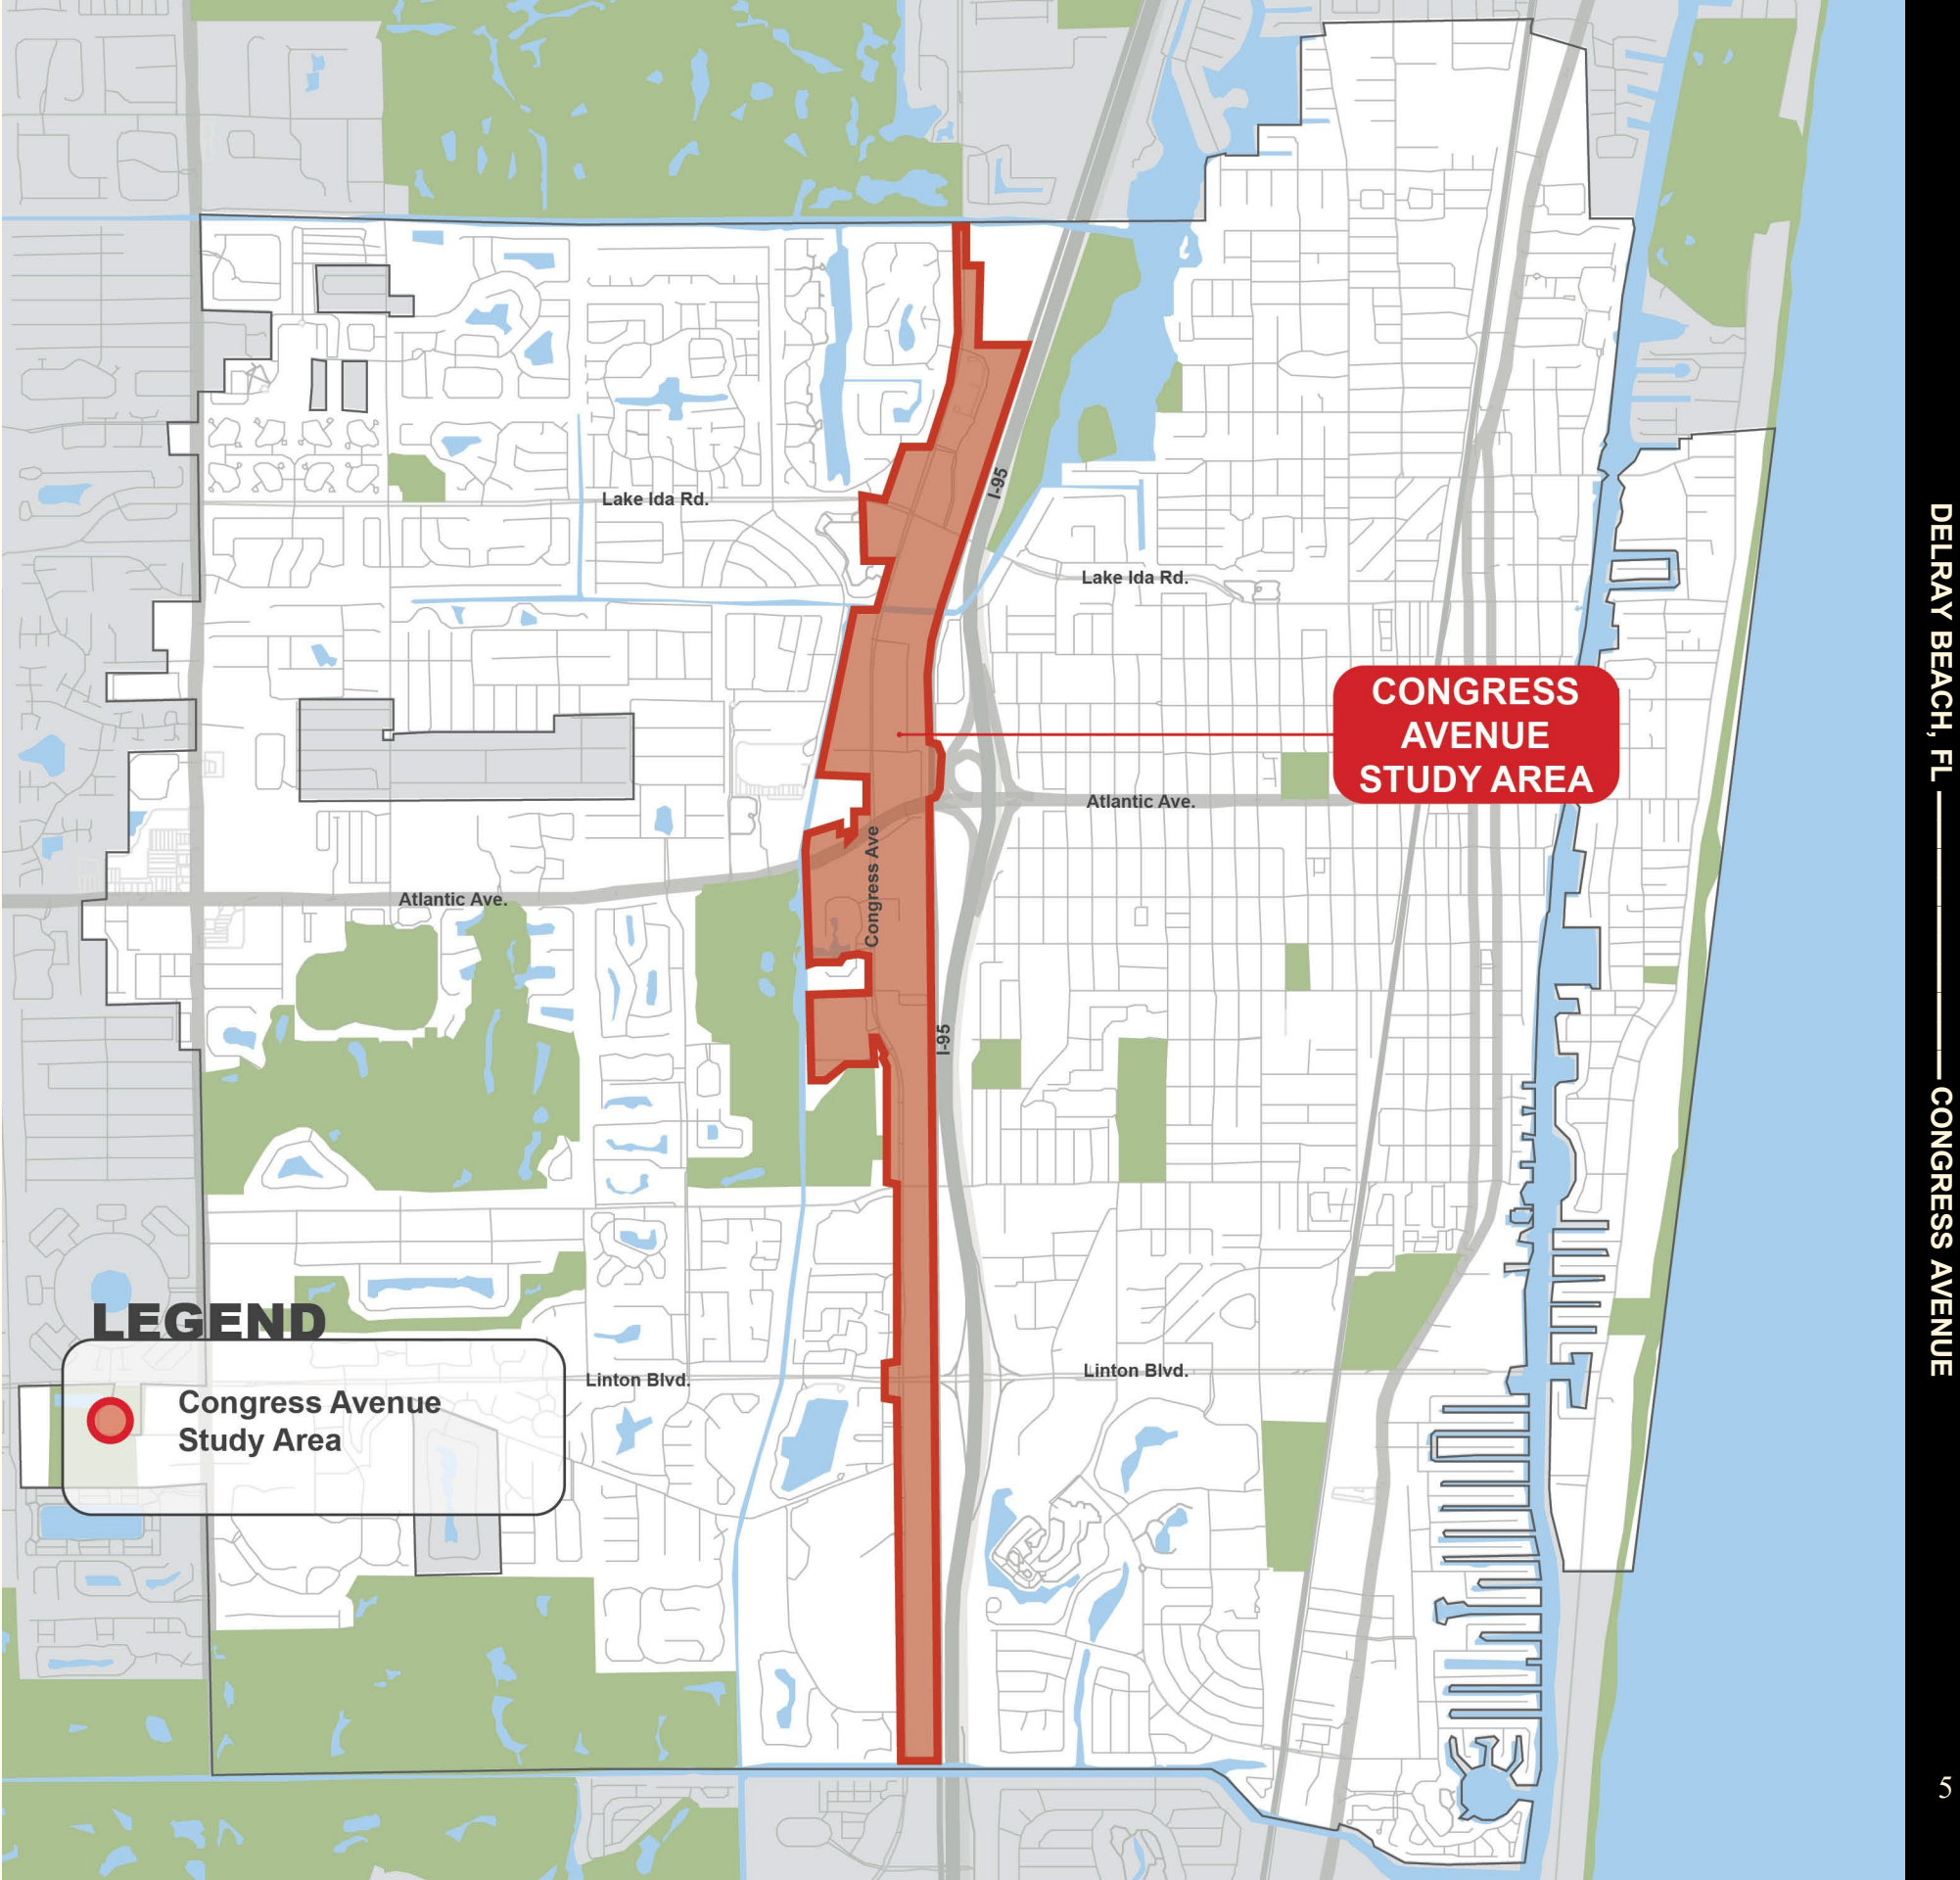 Lake Ida Rd.
I-95
Lake Ida Rd.
CONGRESS
AVENUE
STUDY AREA
Atlantic Ave.
Congress Ave
Atlantic Ave.
I-95
LEGEND
Congress Avenue
Study Area
Linton Blvd.
Linton Blvd.
DELRAY BEACH, FL
CONGRESS AVENUE
5